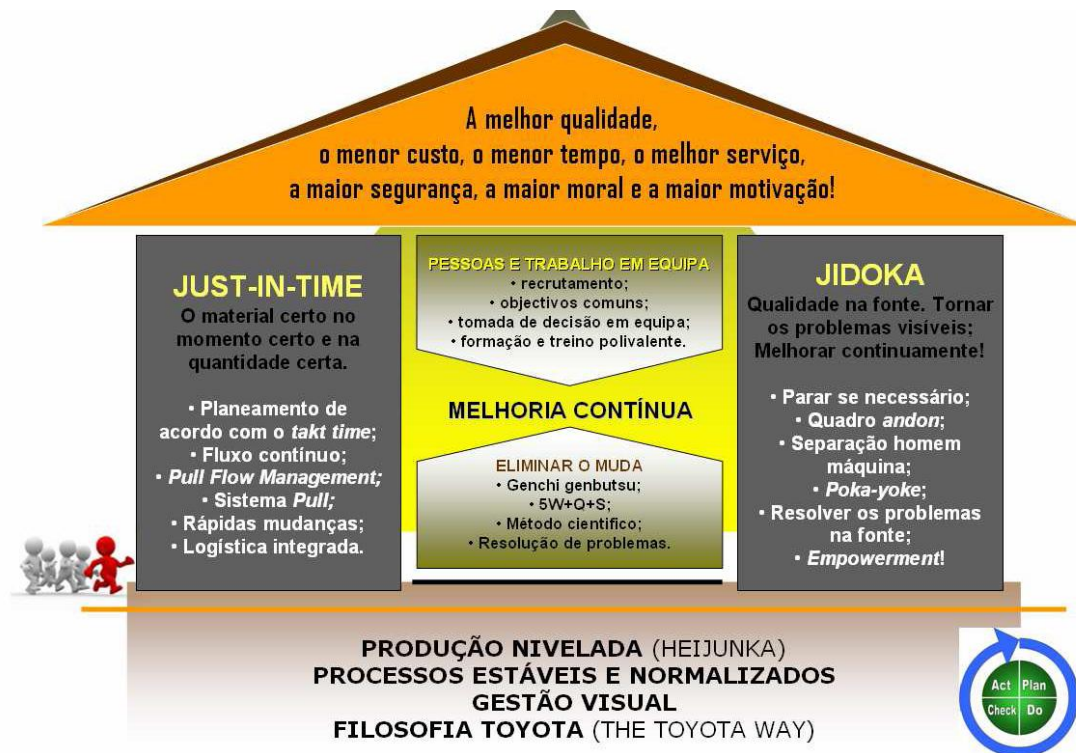 A melhor qualidade,
o menor custo, o menor tempo, o melhor serviço,
a maior segurança, a maior moral e a maior motivação!
JUST-IN-TIME
O material certo no
momento certo e na
quantidade certa.
• Planeamento de
acordo com o takt time;
• Fluxo contínuo;
• Pull Flow Management;
• Sistema Pull;
• Rápidas mudanças;
• Logística integrada.
PESSOAS E TRABALHO EM EQUIPA
• recrutamento;
• objectivos comuns;
• tomada de decisão em equipa;
• formação e treino polivalente.
MELHORIA CONTÍNUA
ELIMINAR O MUDA
• Genchi genbutsu;
• 5W+Q+S;
• Método cientifico;
• Resolução de problemas.
JIDOKA
Qualidade na fonte. Tornar
os problemas visíveis;
Melhorar continuamente!
• Parar se necessário;
• Quadro andon;
• Separação homem
máquina;
• Poka-yoke;
• Resolver os problemas
na fonte;
• Empowerment!
PRODUÇÃO NIVELADA (HEIJUNKA)
PROCESSOS ESTÁVEIS E NORMALIZADOS
GESTÃO VISUAL
FILOSOFIA TOYOTA (THE TOYOTA WAY)
Act Plan
Check Do